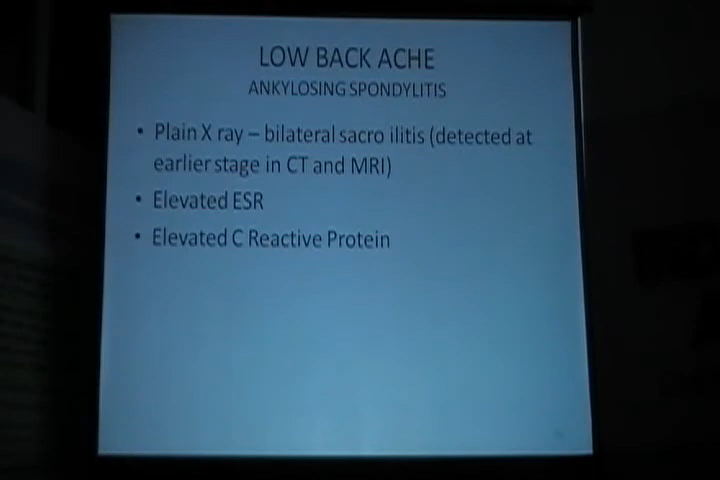 LOW BACK ACHE
ANKYLOSING SPONDYLITIS
• Plain X ray – bilateral sacro ilitis (detected at
earlier stage in CT and MRI)
• Elevated ESR
• Elevated C Reactive Protein